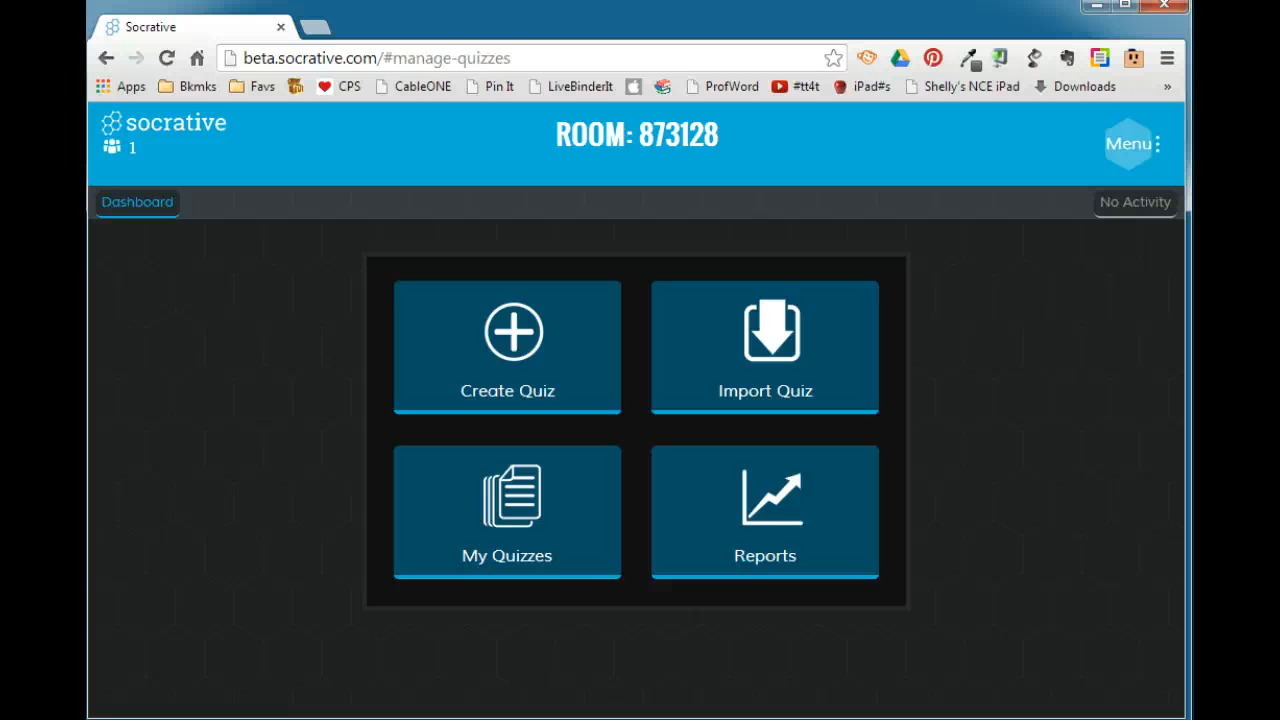 Socrative
beta.socrative.com/#manage-quizzes
Apps Bkmks Favs CPS CableONE Pin It LiveBinderIt ProfWord #tt4t iPad#s Shelly's NCE iPad Downloads »
socrative
ROOM: 873128
Menu
1
Dashboard
No Activity
Create Quiz
Import Quiz
My Quizzes
Reports